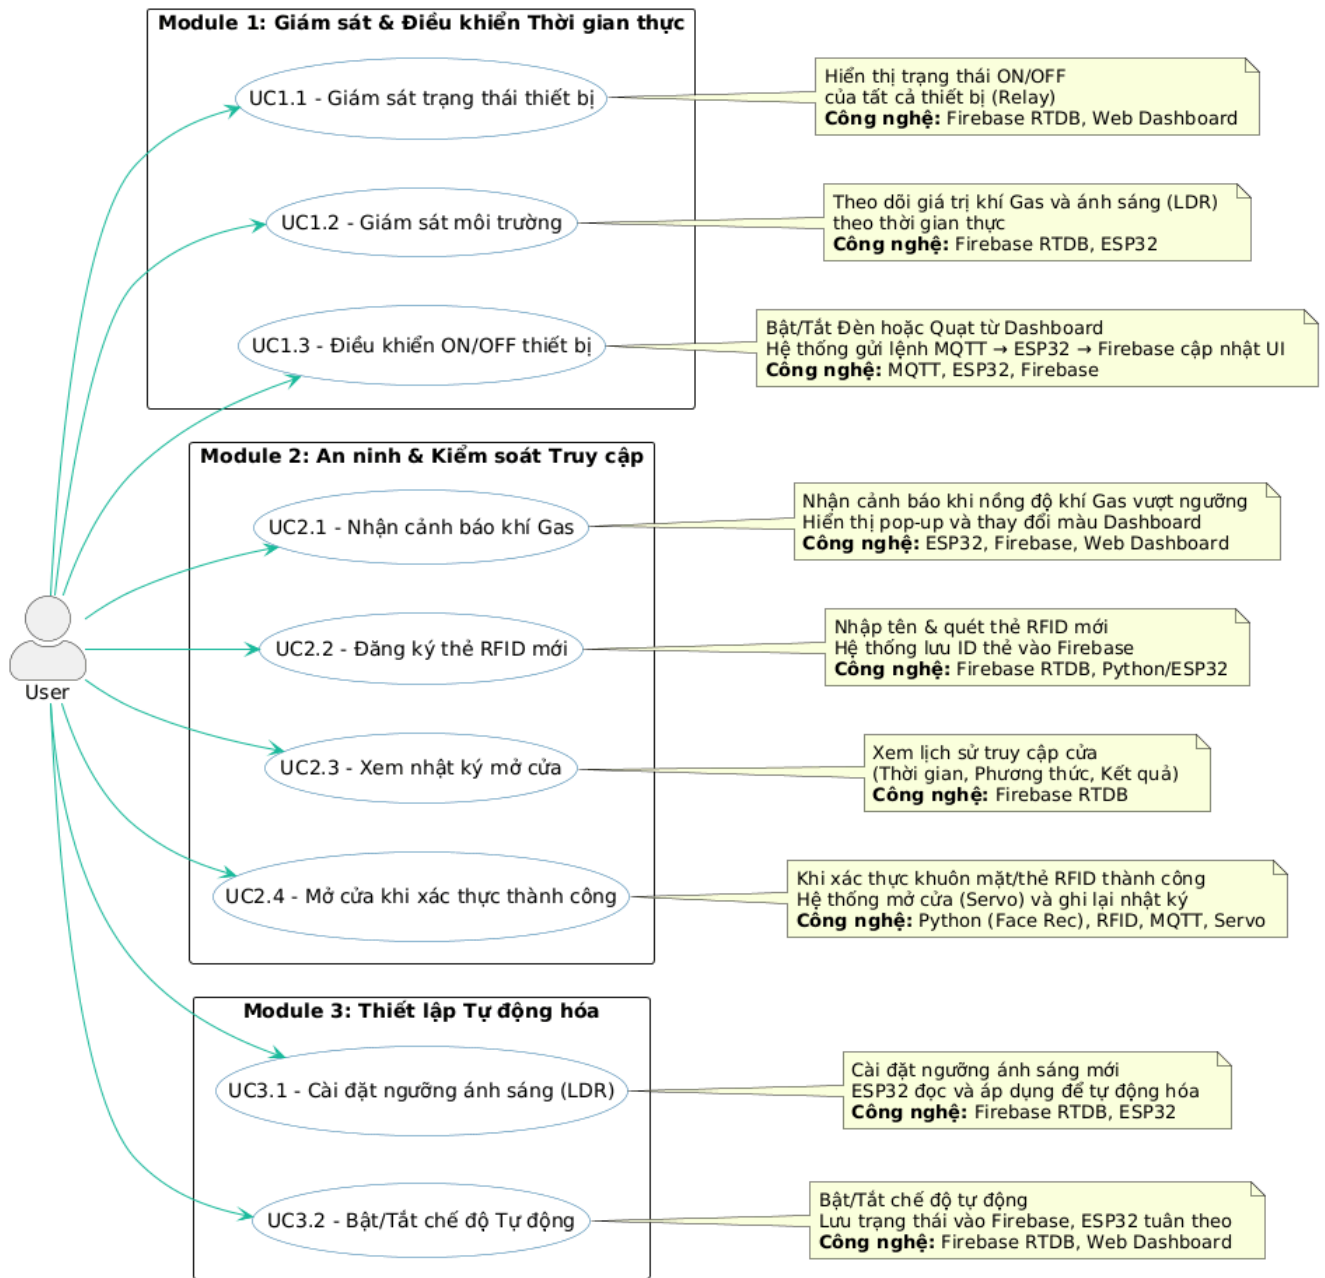 Module 1: Giám sát & Điều khiển Thời gian thực
UC1.1 - Giám sát trạng thái thiết bị
Hiển thị trạng thái ON/OFF
của tất cả thiết bị (Relay)
Công nghệ: Firebase RTDB, Web Dashboard
UC1.2 - Giám sát môi trường
Theo dõi giá trị khí Gas và ánh sáng (LDR)
theo thời gian thực
Công nghệ: Firebase RTDB, ESP32
UC1.3 - Điều khiển ON/OFF thiết bị
Bật/Tắt Đèn hoặc Quạt từ Dashboard
Hệ thống gửi lệnh MQTT → ESP32 → Firebase cập nhật UI
Công nghệ: MQTT, ESP32, Firebase
Module 2: An ninh & Kiểm soát Truy cập
UC2.1 - Nhận cảnh báo khí Gas
Nhận cảnh báo khi nồng độ khí Gas vượt ngưỡng
Hiển thị pop-up và thay đổi màu Dashboard
Công nghệ: ESP32, Firebase, Web Dashboard
UC2.2 - Đăng ký thẻ RFID mới
Nhập tên & quét thẻ RFID mới
Hệ thống lưu ID thẻ vào Firebase
Công nghệ: Firebase RTDB, Python/ESP32
User
UC2.3 - Xem nhật ký mở cửa
Xem lịch sử truy cập cửa
(Thời gian, Phương thức, Kết quả)
Công nghệ: Firebase RTDB
UC2.4 - Mở cửa khi xác thực thành công
Khi xác thực khuôn mặt/thẻ RFID thành công
Hệ thống mở cửa (Servo) và ghi lại nhật ký
Công nghệ: Python (Face Rec), RFID, MQTT, Servo
Module 3: Thiết lập Tự động hóa
UC3.1 - Cài đặt ngưỡng ánh sáng (LDR)
Cài đặt ngưỡng ánh sáng mới
ESP32 đọc và áp dụng để tự động hóa
Công nghệ: Firebase RTDB, ESP32
UC3.2 - Bật/Tắt chế độ Tự động
Bật/Tắt chế độ tự động
Lưu trạng thái vào Firebase, ESP32 tuân theo
Công nghệ: Firebase RTDB, Web Dashboard